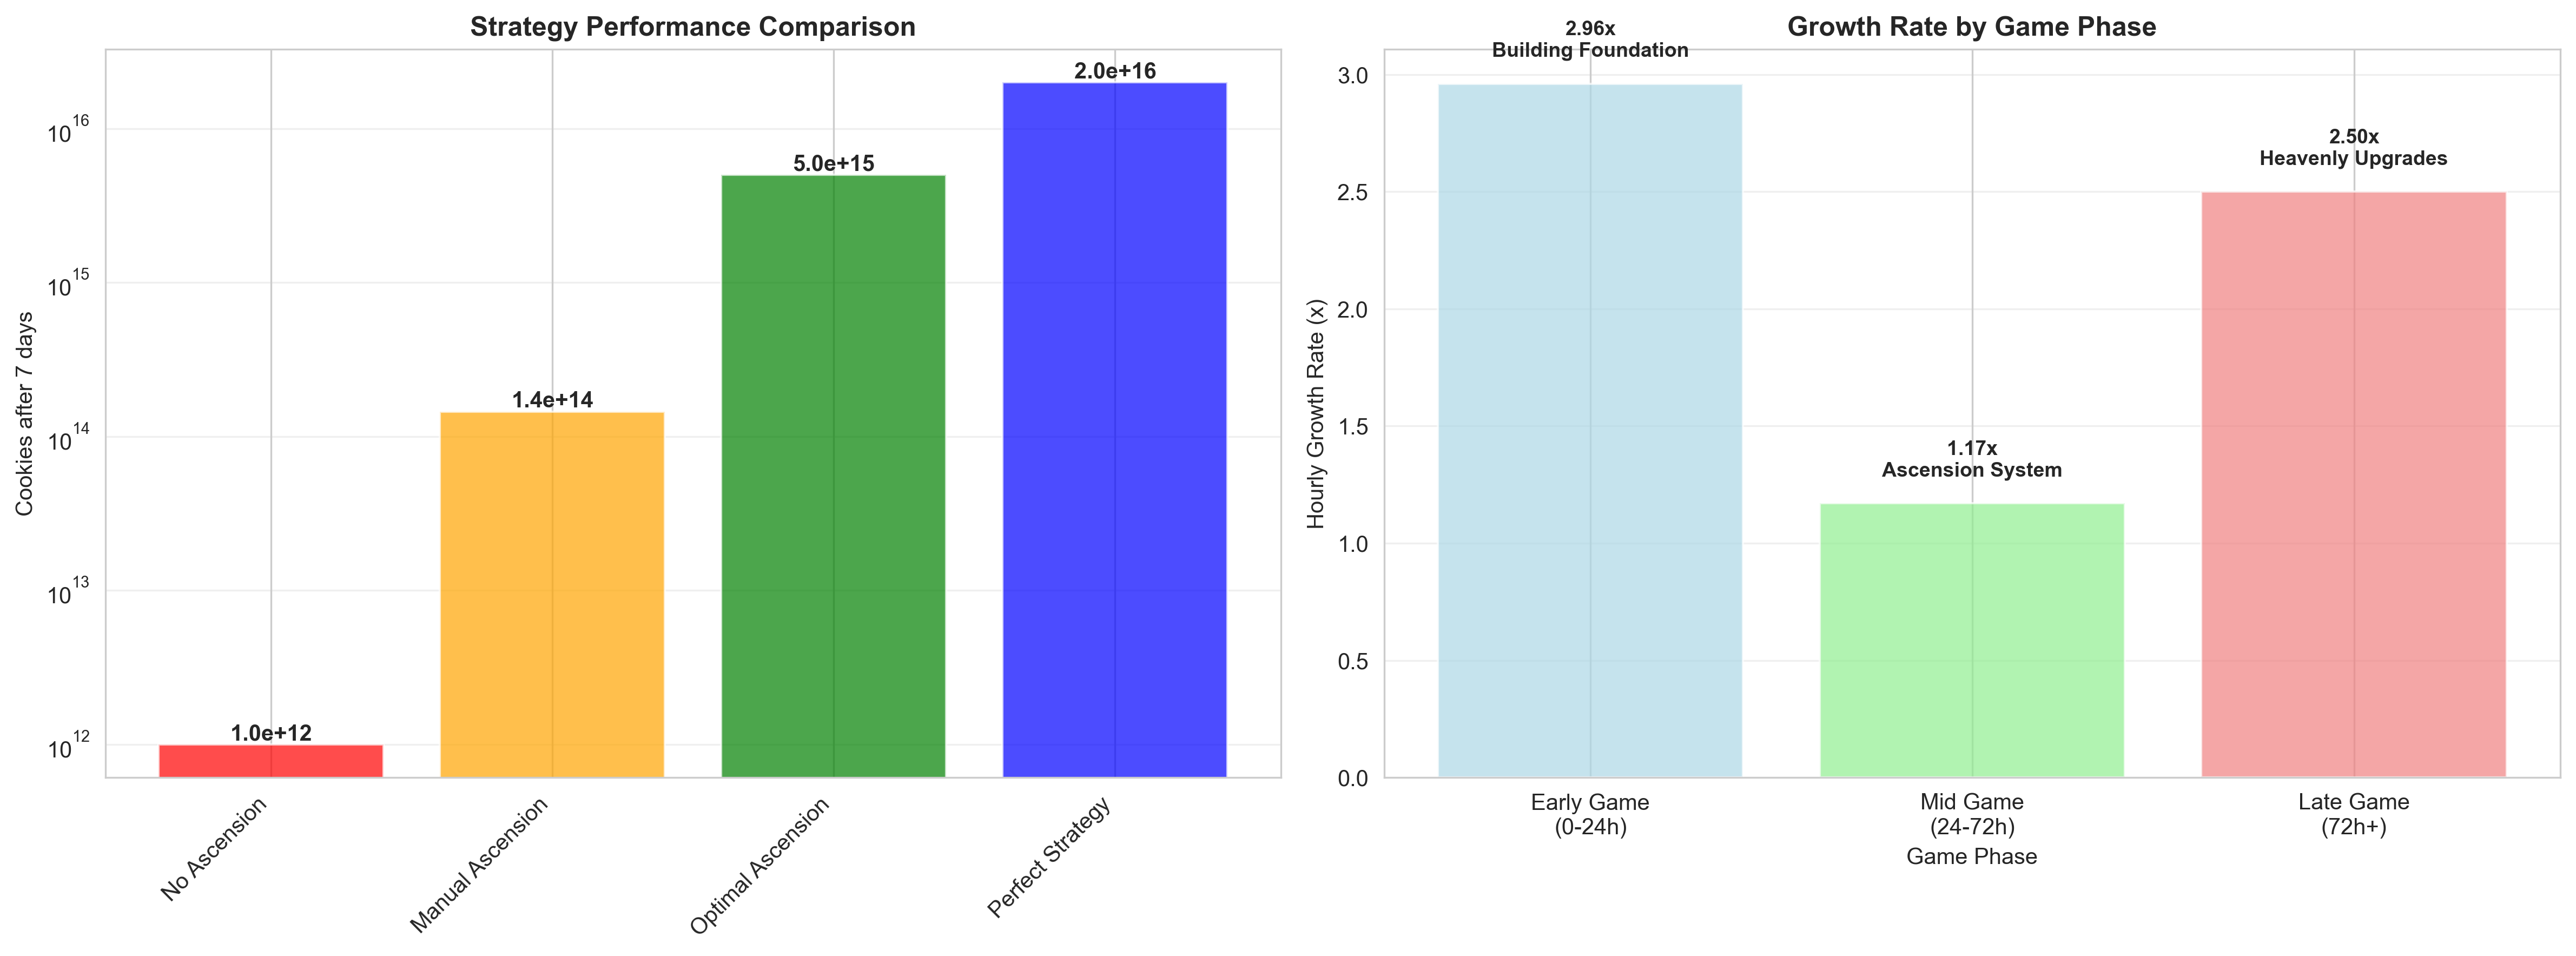 Strategy Performance Comparison
Cookies after 7 days
10^16
10^15
10^14
10^13
10^12
1.0e+12
1.4e+14
5.0e+15
2.0e+16
No Ascension
Manual Ascension
Optimal Ascension
Perfect Strategy
Growth Rate by Game Phase
Hourly Growth Rate (x)
3.0
2.5
2.0
1.5
1.0
0.5
0.0
2.96x
Building Foundation
1.17x
Ascension System
2.50x
Heavenly Upgrades
Early Game
(0-24h)
Mid Game
(24-72h)
Late Game
(72h+)
Game Phase